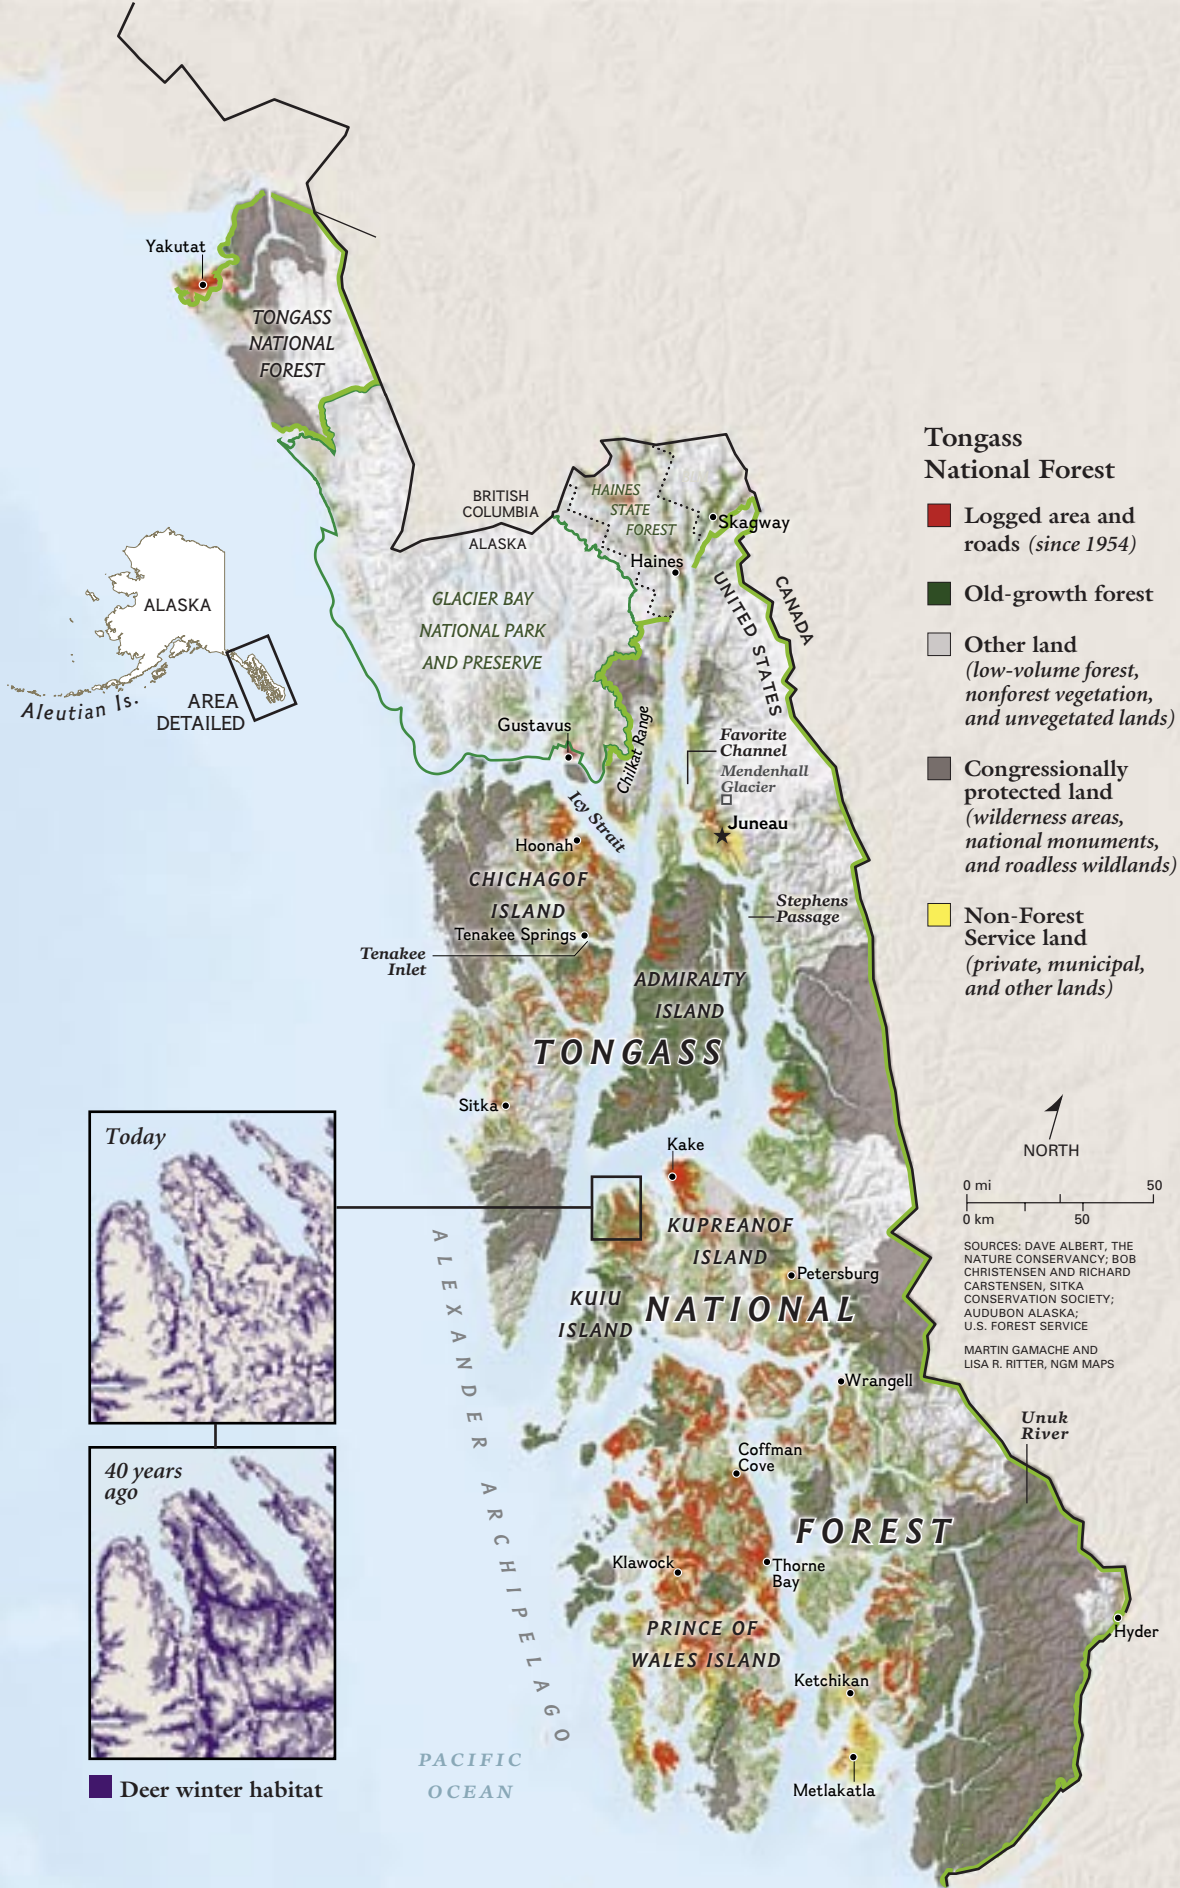 Yakutat
TONGASS
NATIONAL
FOREST
BRITISH
COLUMBIA
ALASKA
HAINES
STATE
FOREST
Skagway
Haines
UNITED STATES
CANADA
GLACIER BAY
NATIONAL PARK
AND PRESERVE
Gustavus
Chilkat Range
Favorite
Channel
Mendenhall
Glacier
Juneau
Icy Strait
Hoonah
CHICHAGOF
ISLAND
Tenakee Springs
Tenakee
Inlet
Stephens
Passage
ADMIRALTY
ISLAND
TONGASS
Sitka
Kake
KUPREANOF
ISLAND
Petersburg
KUIU
ISLAND
NATIONAL
Wrangell
Unuk
River
Coffman
Cove
FOREST
Klawock
Thorne
Bay
PRINCE OF
WALES ISLAND
Hyder
Ketchikan
Metlakatla
ALEXANDER ARCHIPELAGO
PACIFIC
OCEAN
ALASKA
Aleutian Is.
AREA
DETAILED
Today
40 years
ago
Deer winter habitat
Tongass
National Forest
Logged area and
roads (since 1954)
Old-growth forest
Other land
(low-volume forest,
nonforest vegetation,
and unvegetated lands)
Congressionally
protected land
(wilderness areas,
national monuments,
and roadless wildlands)
Non-Forest
Service land
(private, municipal,
and other lands)
NORTH
0 mi 50
0 km 50
SOURCES: DAVE ALBERT, THE
NATURE CONSERVANCY; BOB
CHRISTENSEN AND RICHARD
CARSTENSEN, SITKA
CONSERVATION SOCIETY;
AUDUBON ALASKA;
U.S. FOREST SERVICE
MARTIN GAMACHE AND
LISA R. RITTER, NGM MAPS